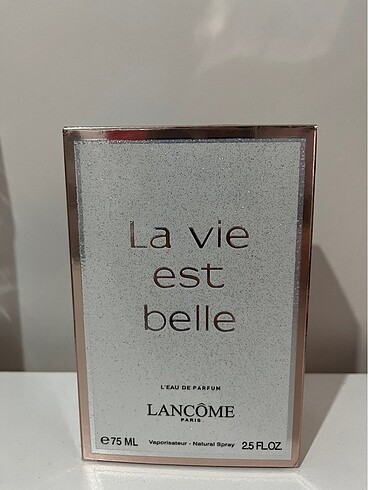 La vie
est
belle
L'EAU DE PARFUM
LANCÔME
PARIS
℮75 ML Vaporisateur - Natural Spray 2.5 FL.OZ.